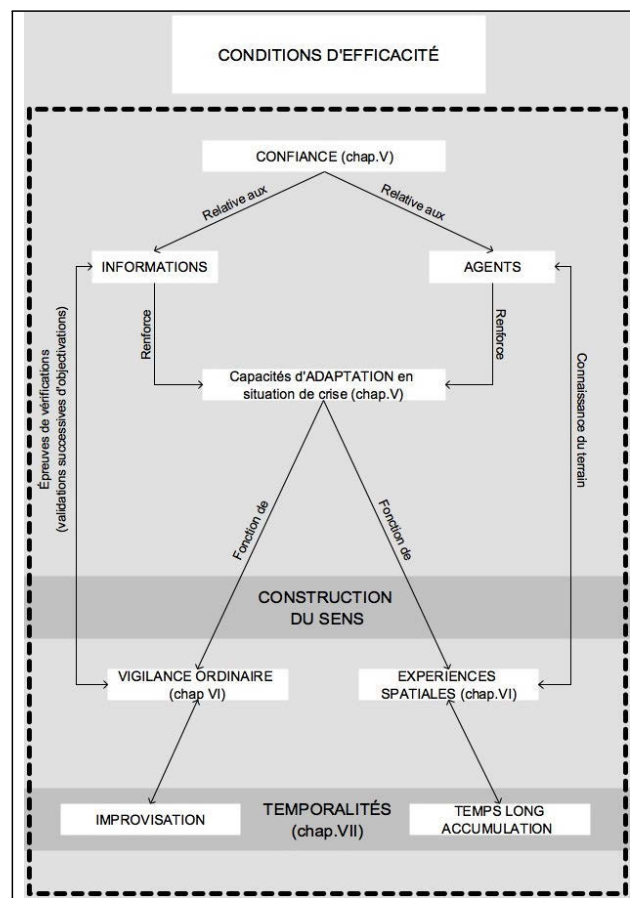 CONDITIONS D'EFFICACITÉ
CONFIANCE (chap.V)
Relative aux
Relative aux
INFORMATIONS
AGENTS
Renforce
Renforce
Épreuves de vérifications
(validations successives d'objectivations)
Connaissance du terrain
Capacités d'ADAPTATION en
situation de crise (chap.V)
Fonction de
Fonction de
CONSTRUCTION
DU SENS
VIGILANCE ORDINAIRE
(chap VI)
EXPERIENCES
SPATIALES (chap.VI)
IMPROVISATION
TEMPORALITÉS
(chap.VII)
TEMPS LONG
ACCUMULATION